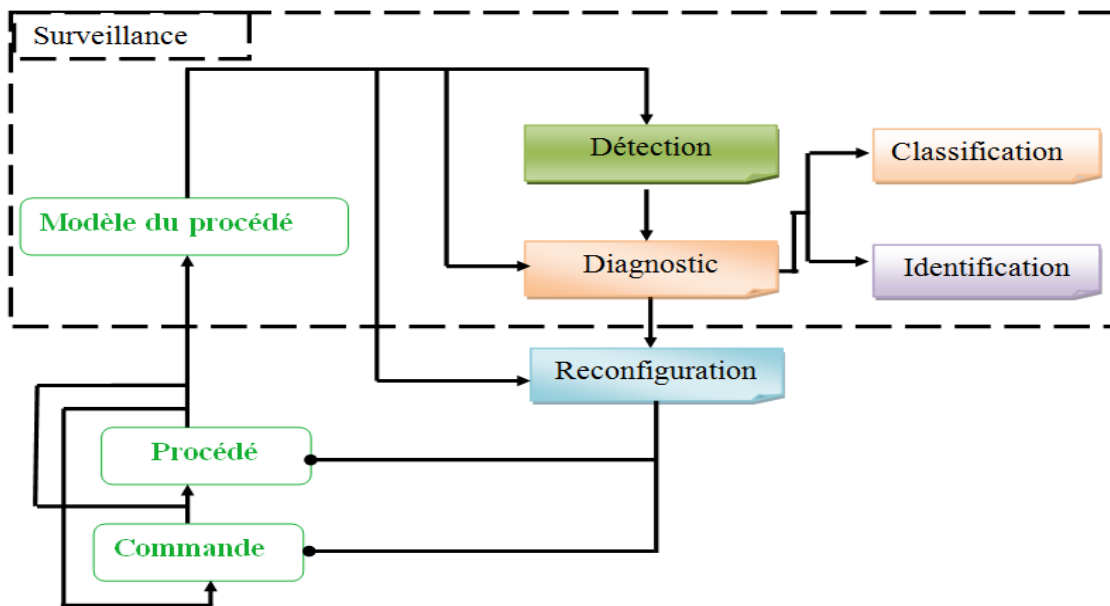 Surveillance
Détection
Classification
Modèle du procédé
Diagnostic
Identification
Reconfiguration
Procédé
Commande